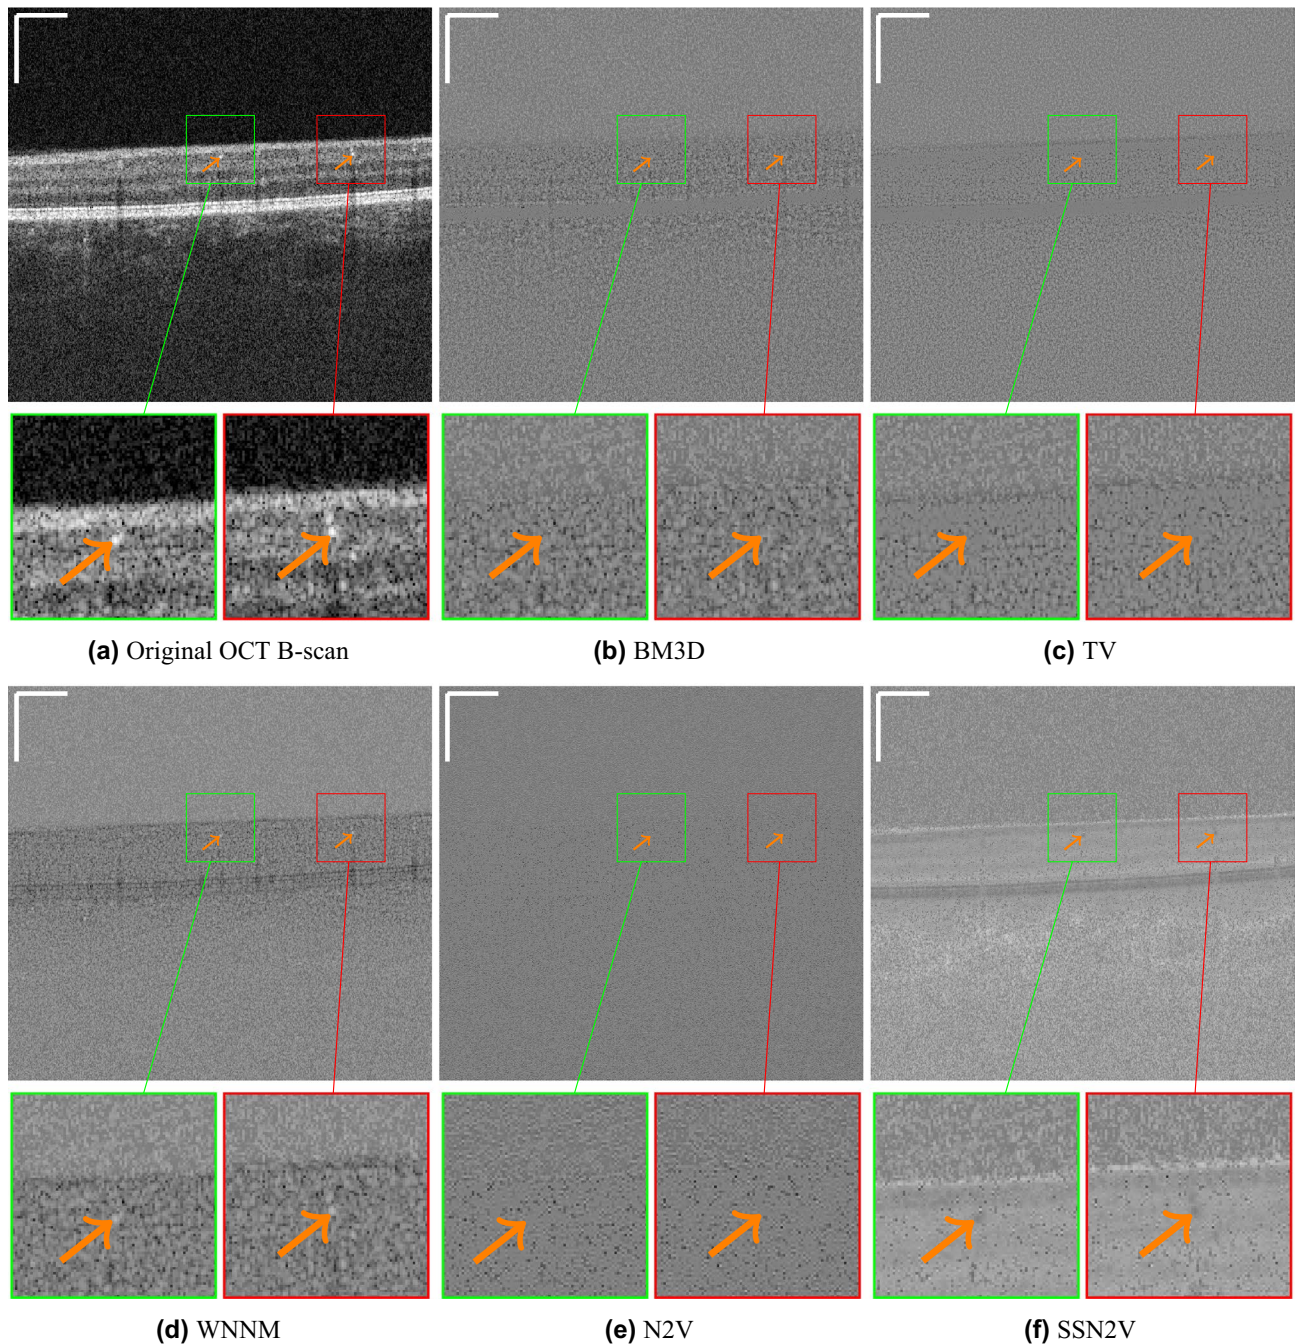 (a) Original OCT B-scan
(b) BM3D
(c) TV
(d) WNNM
(e) N2V
(f) SSN2V